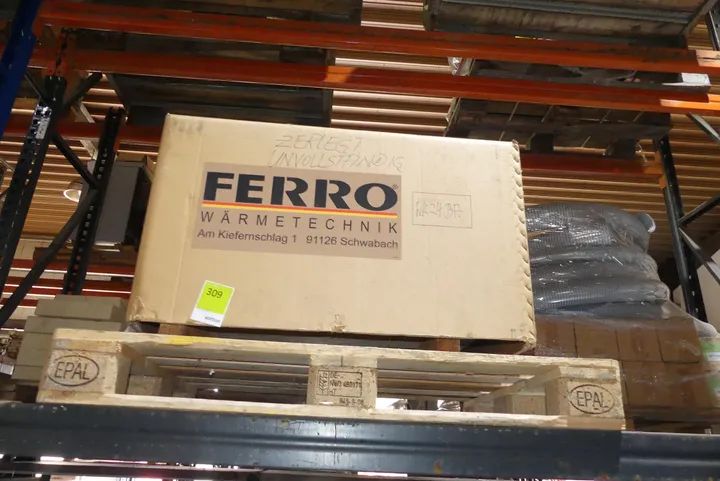 ZERLEGT
UNVOLLSTÄNDIG
FERRO®
WÄRMETECHNIK
Am Kiefernschlag 1 91126 Schwabach
309
EPAL
EPAL